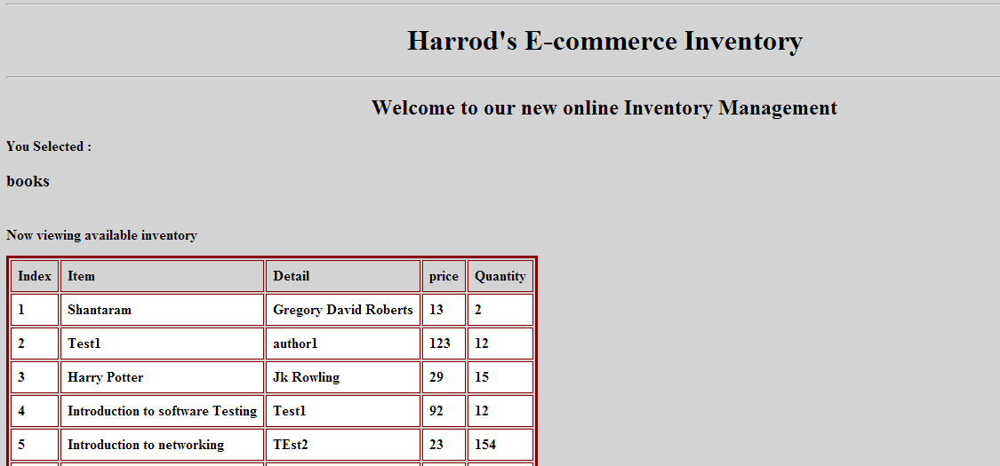 Harrod's E-commerce Inventory
Welcome to our new online Inventory Management
You Selected :
books
Now viewing available inventory
Index Item Detail price Quantity
1 Shantaram Gregory David Roberts 13 2
2 Test1 author1 123 12
3 Harry Potter Jk Rowling 29 15
4 Introduction to software Testing Test1 92 12
5 Introduction to networking TEst2 23 154